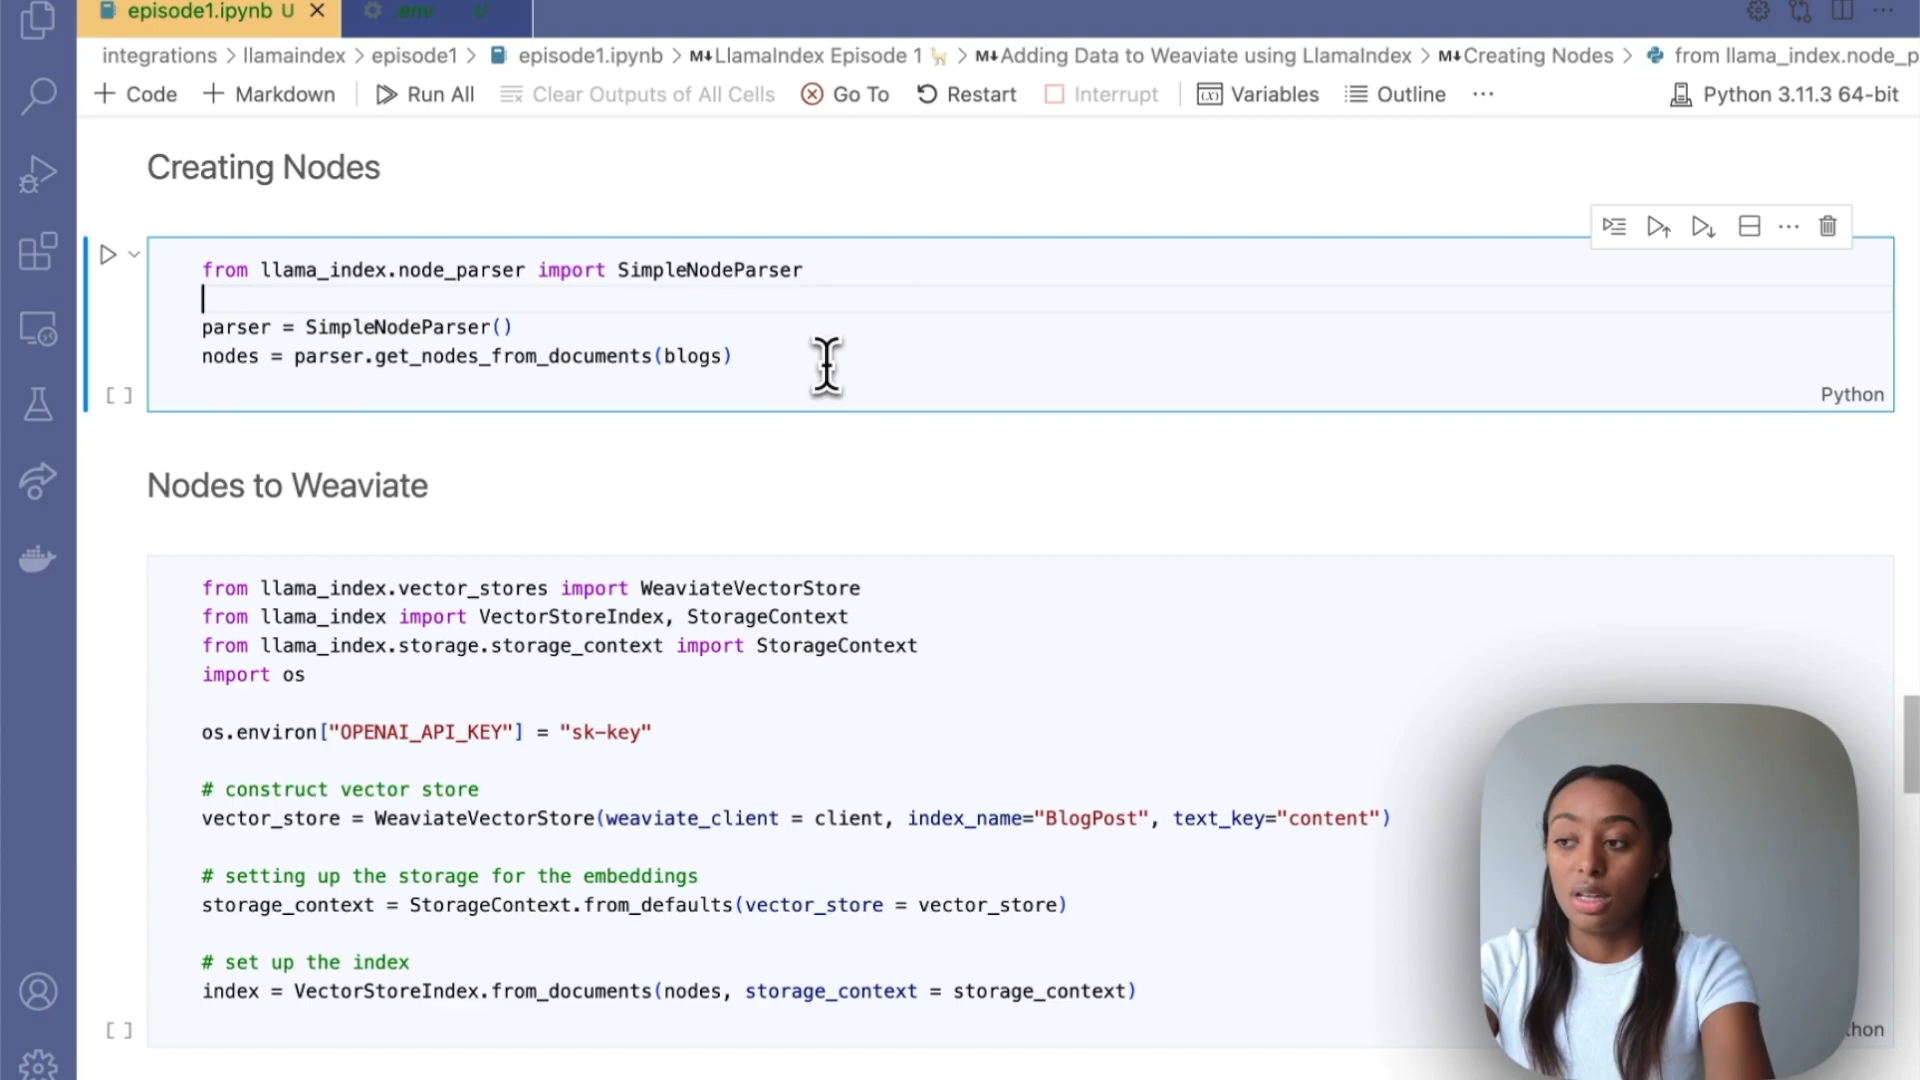 episode1.ipynb U
.env U
integrations > llamaindex > episode1 > episode1.ipynb > M↓LlamaIndex Episode 1 🦙 > M↓Adding Data to Weaviate using LlamaIndex > M↓Creating Nodes > from llama_index.node_p
+ Code + Markdown Run All Clear Outputs of All Cells Go To Restart Interrupt Variables Outline ··· Python 3.11.3 64-bit
Creating Nodes
from llama_index.node_parser import SimpleNodeParser
parser = SimpleNodeParser()
nodes = parser.get_nodes_from_documents(blogs)
[ ]
Python
Nodes to Weaviate
from llama_index.vector_stores import WeaviateVectorStore
from llama_index import VectorStoreIndex, StorageContext
from llama_index.storage.storage_context import StorageContext
import os
os.environ["OPENAI_API_KEY"] = "sk-key"
# construct vector store
vector_store = WeaviateVectorStore(weaviate_client = client, index_name="BlogPost", text_key="content")
# setting up the storage for the embeddings
storage_context = StorageContext.from_defaults(vector_store = vector_store)
# set up the index
index = VectorStoreIndex.from_documents(nodes, storage_context = storage_context)
[ ]
thon